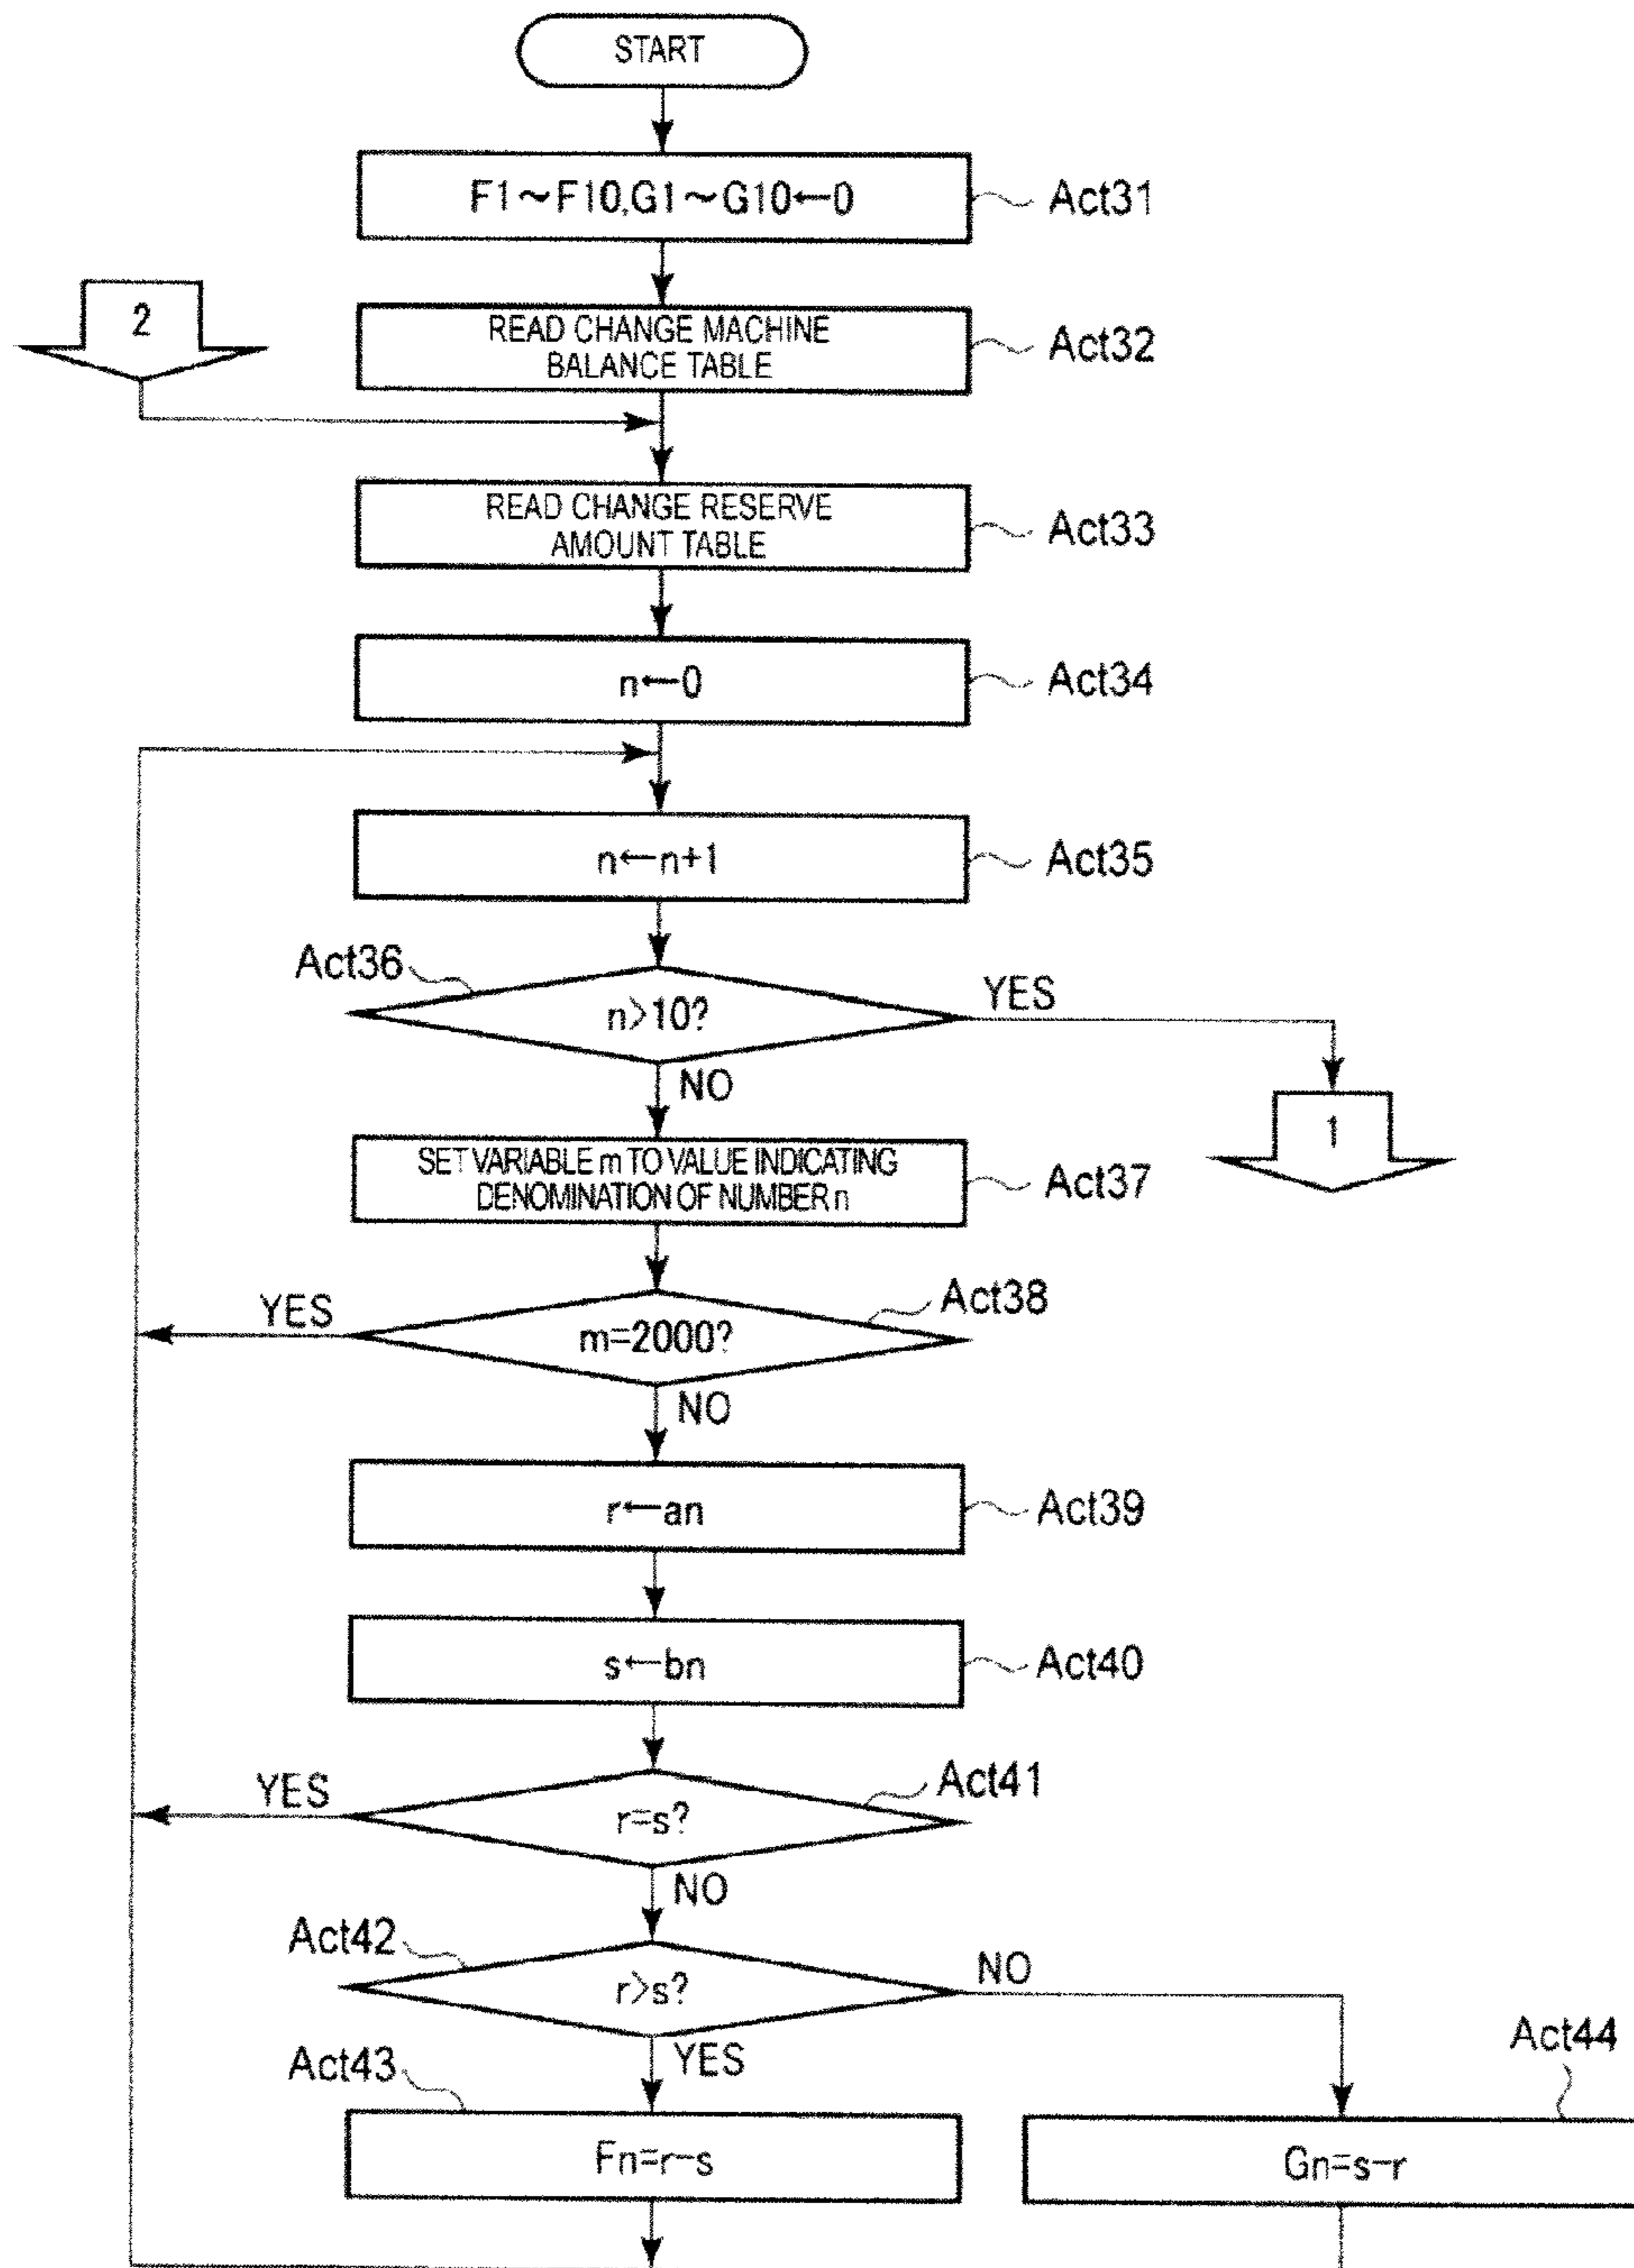 START
F1~F10,G1~G10←0
Act31
2
READ CHANGE MACHINE
BALANCE TABLE
Act32
READ CHANGE RESERVE
AMOUNT TABLE
Act33
n←0
Act34
n←n+1
Act35
Act36
n>10?
YES
NO
1
SET VARIABLE m TO VALUE INDICATING
DENOMINATION OF NUMBER n
Act37
YES
m=2000?
Act38
NO
r←an
Act39
s←bn
Act40
YES
r=s?
Act41
NO
Act42
r>s?
NO
YES
Act43
Fn=r-s
Act44
Gn=s-r